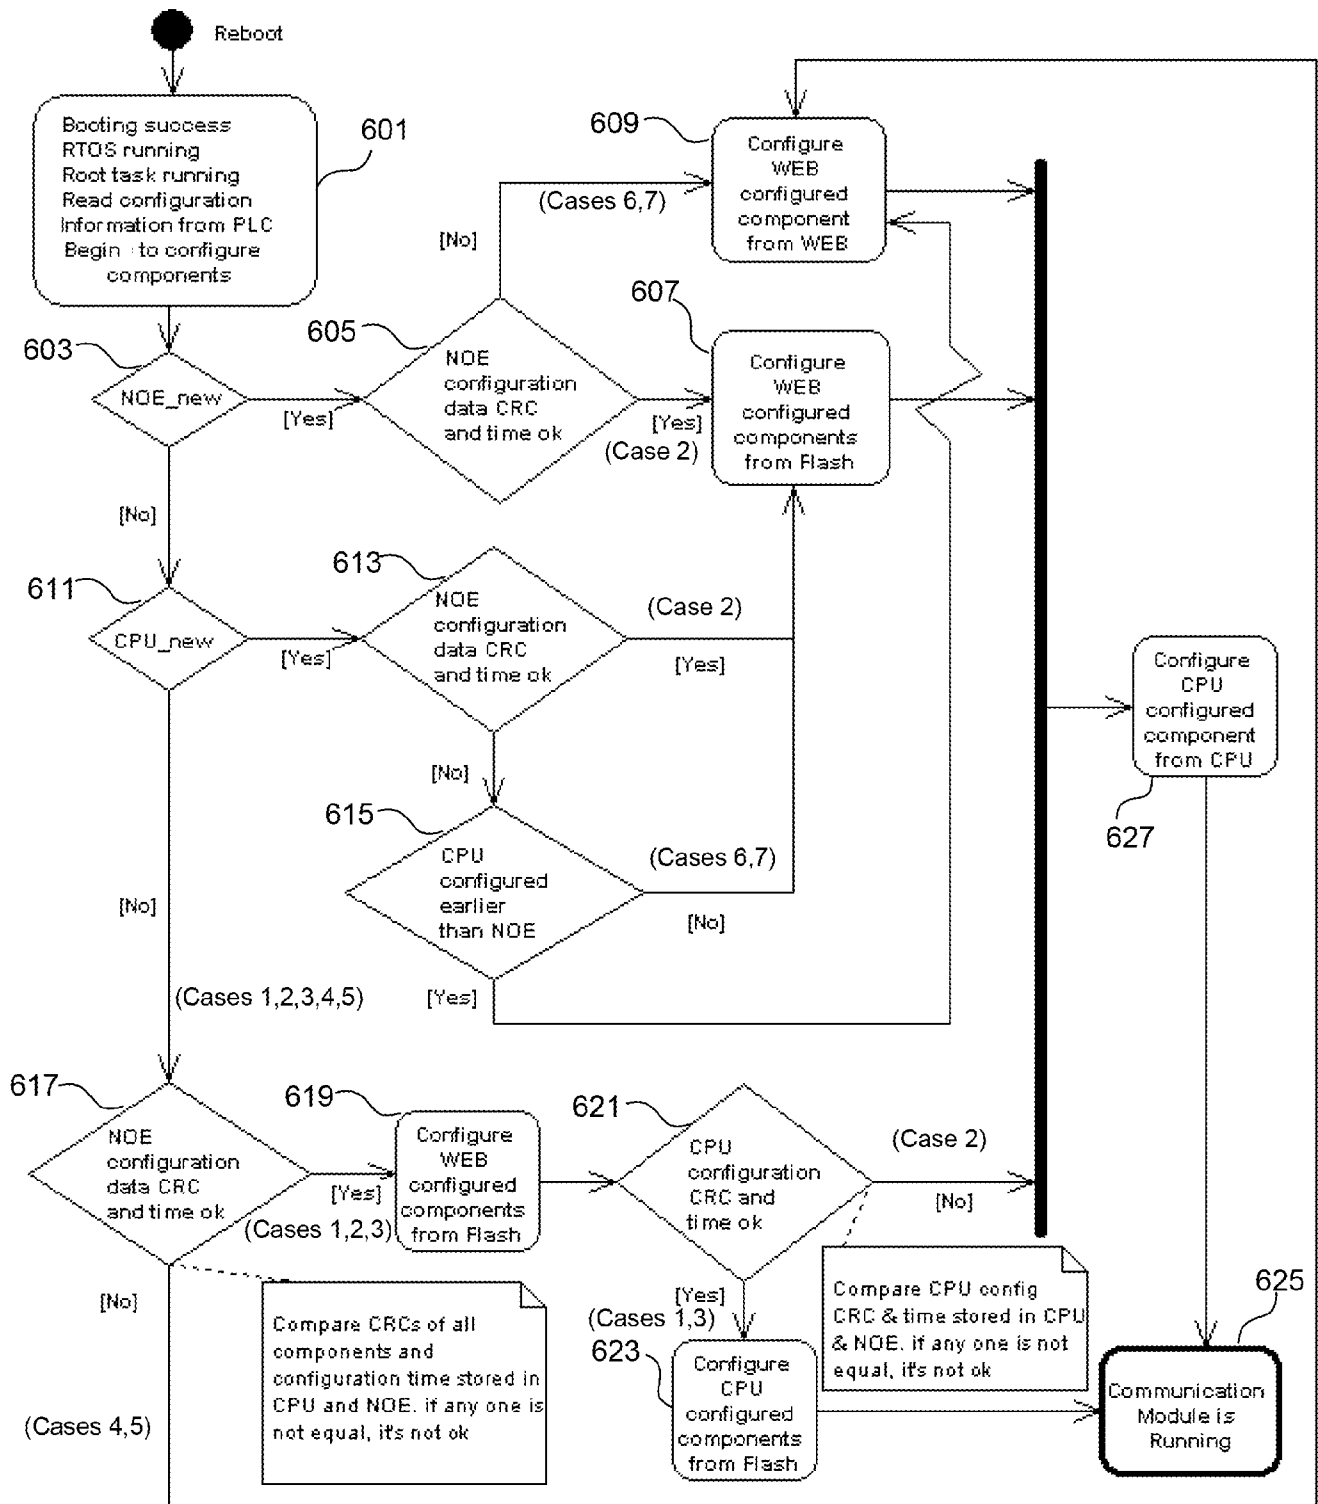 Reboot
Booting success
RTOS running
Root task running
Read configuration
Information from PLC
Begin to configure
components
601
609
Configure
WEB
configured
component
from WEB
(Cases 6,7)
[No]
603
NOE_new
[Yes]
605
NOE
configuration
data CRC
and time ok
[Yes]
(Case 2)
607
Configure
WEB
configured
components
from Flash
[No]
611
CPU_new
[Yes]
613
NOE
configuration
data CRC
and time ok
(Case 2)
[Yes]
[No]
615
CPU
configured
earlier
than NOE
(Cases 6,7)
[No]
[Yes]
Configure
CPU
configured
component
from CPU
627
[No]
(Cases 1,2,3,4,5)
617
NOE
configuration
data CRC
and time ok
[Yes]
(Cases 1,2,3)
619
Configure
WEB
configured
components
from Flash
621
CPU
configuration
CRC and
time ok
(Case 2)
[No]
[No]
(Cases 4,5)
Compare CRCs of all
components and
configuration time stored in
CPU and NOE. if any one is
not equal, it's not ok
[Yes]
(Cases 1,3)
623
Configure
CPU
configured
components
from Flash
Compare CPU config
CRC & time stored in CPU
& NOE. if any one is not
equal, it's not ok
625
Communication
Module is
Running